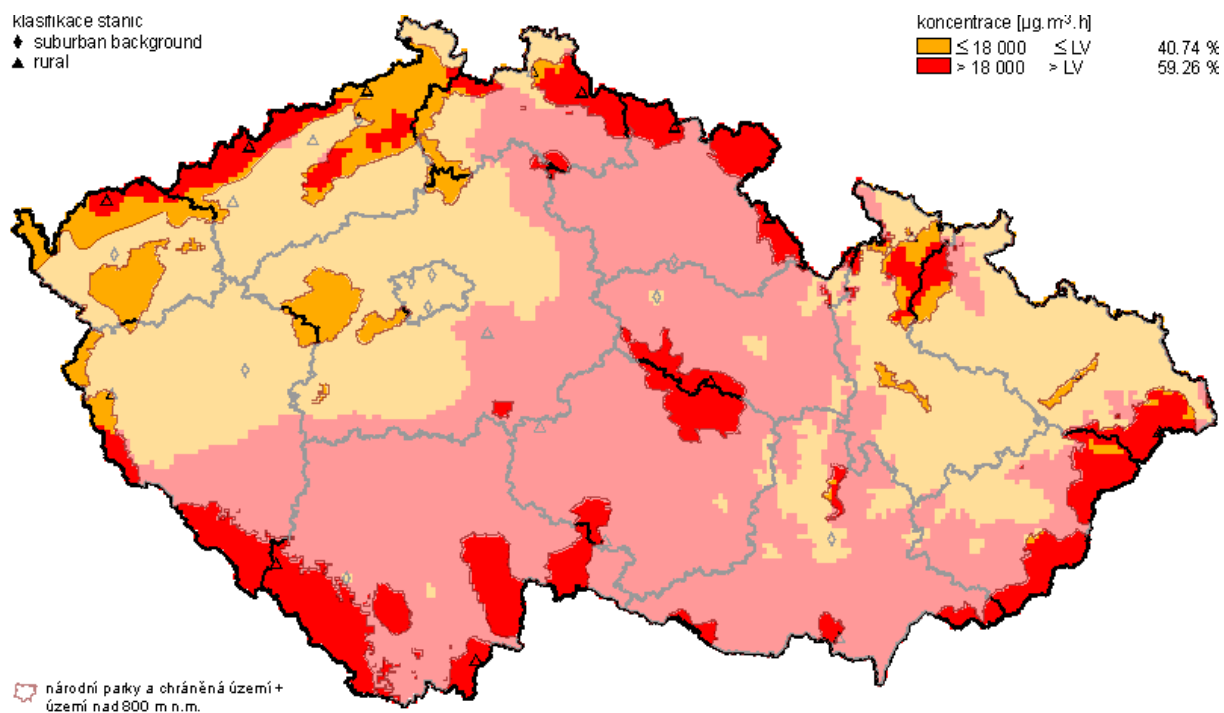 klasifikace stanic
suburban background
rural
koncentrace [µg.m³.h]
≤ 18 000 ≤ LV 40.74 %
> 18 000 > LV 59.26 %
národní parky a chráněná území +
území nad 800 m n.m.